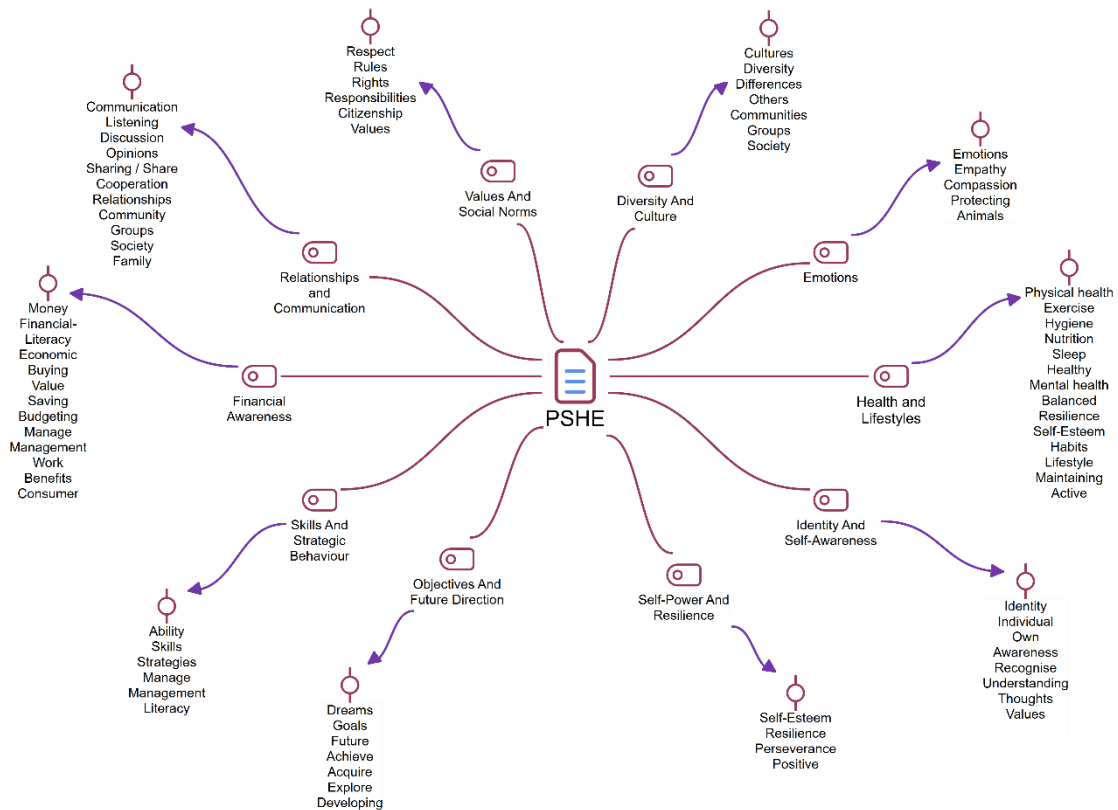 PSHE
Values And
Social Norms
Respect
Rules
Rights
Responsibilities
Citizenship
Values
Diversity And
Culture
Cultures
Diversity
Differences
Others
Communities
Groups
Society
Emotions
Emotions
Empathy
Compassion
Protecting
Animals
Health and
Lifestyles
Physical health
Exercise
Hygiene
Nutrition
Sleep
Healthy
Mental health
Balanced
Resilience
Self-Esteem
Habits
Lifestyle
Maintaining
Active
Identity And
Self-Awareness
Identity
Individual
Own
Awareness
Recognise
Understanding
Thoughts
Values
Self-Power And
Resilience
Self-Esteem
Resilience
Perseverance
Positive
Objectives And
Future Direction
Dreams
Goals
Future
Achieve
Acquire
Explore
Developing
Skills And
Strategic
Behaviour
Ability
Skills
Strategies
Manage
Management
Literacy
Financial
Awareness
Money
Financial-
Literacy
Economic
Buying
Value
Saving
Budgeting
Manage
Management
Work
Benefits
Consumer
Relationships
and
Communication
Communication
Listening
Discussion
Opinions
Sharing / Share
Cooperation
Relationships
Community
Groups
Society
Family